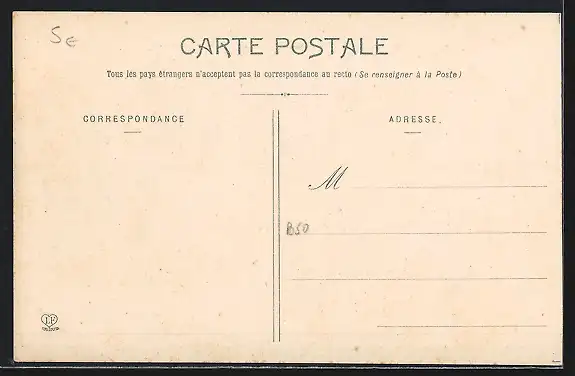 5€
CARTE POSTALE
Tous les pays étrangers n'acceptent pas la correspondance au recto (Se renseigner à la Poste)
CORRESPONDANCE
ADRESSE.
M
B50